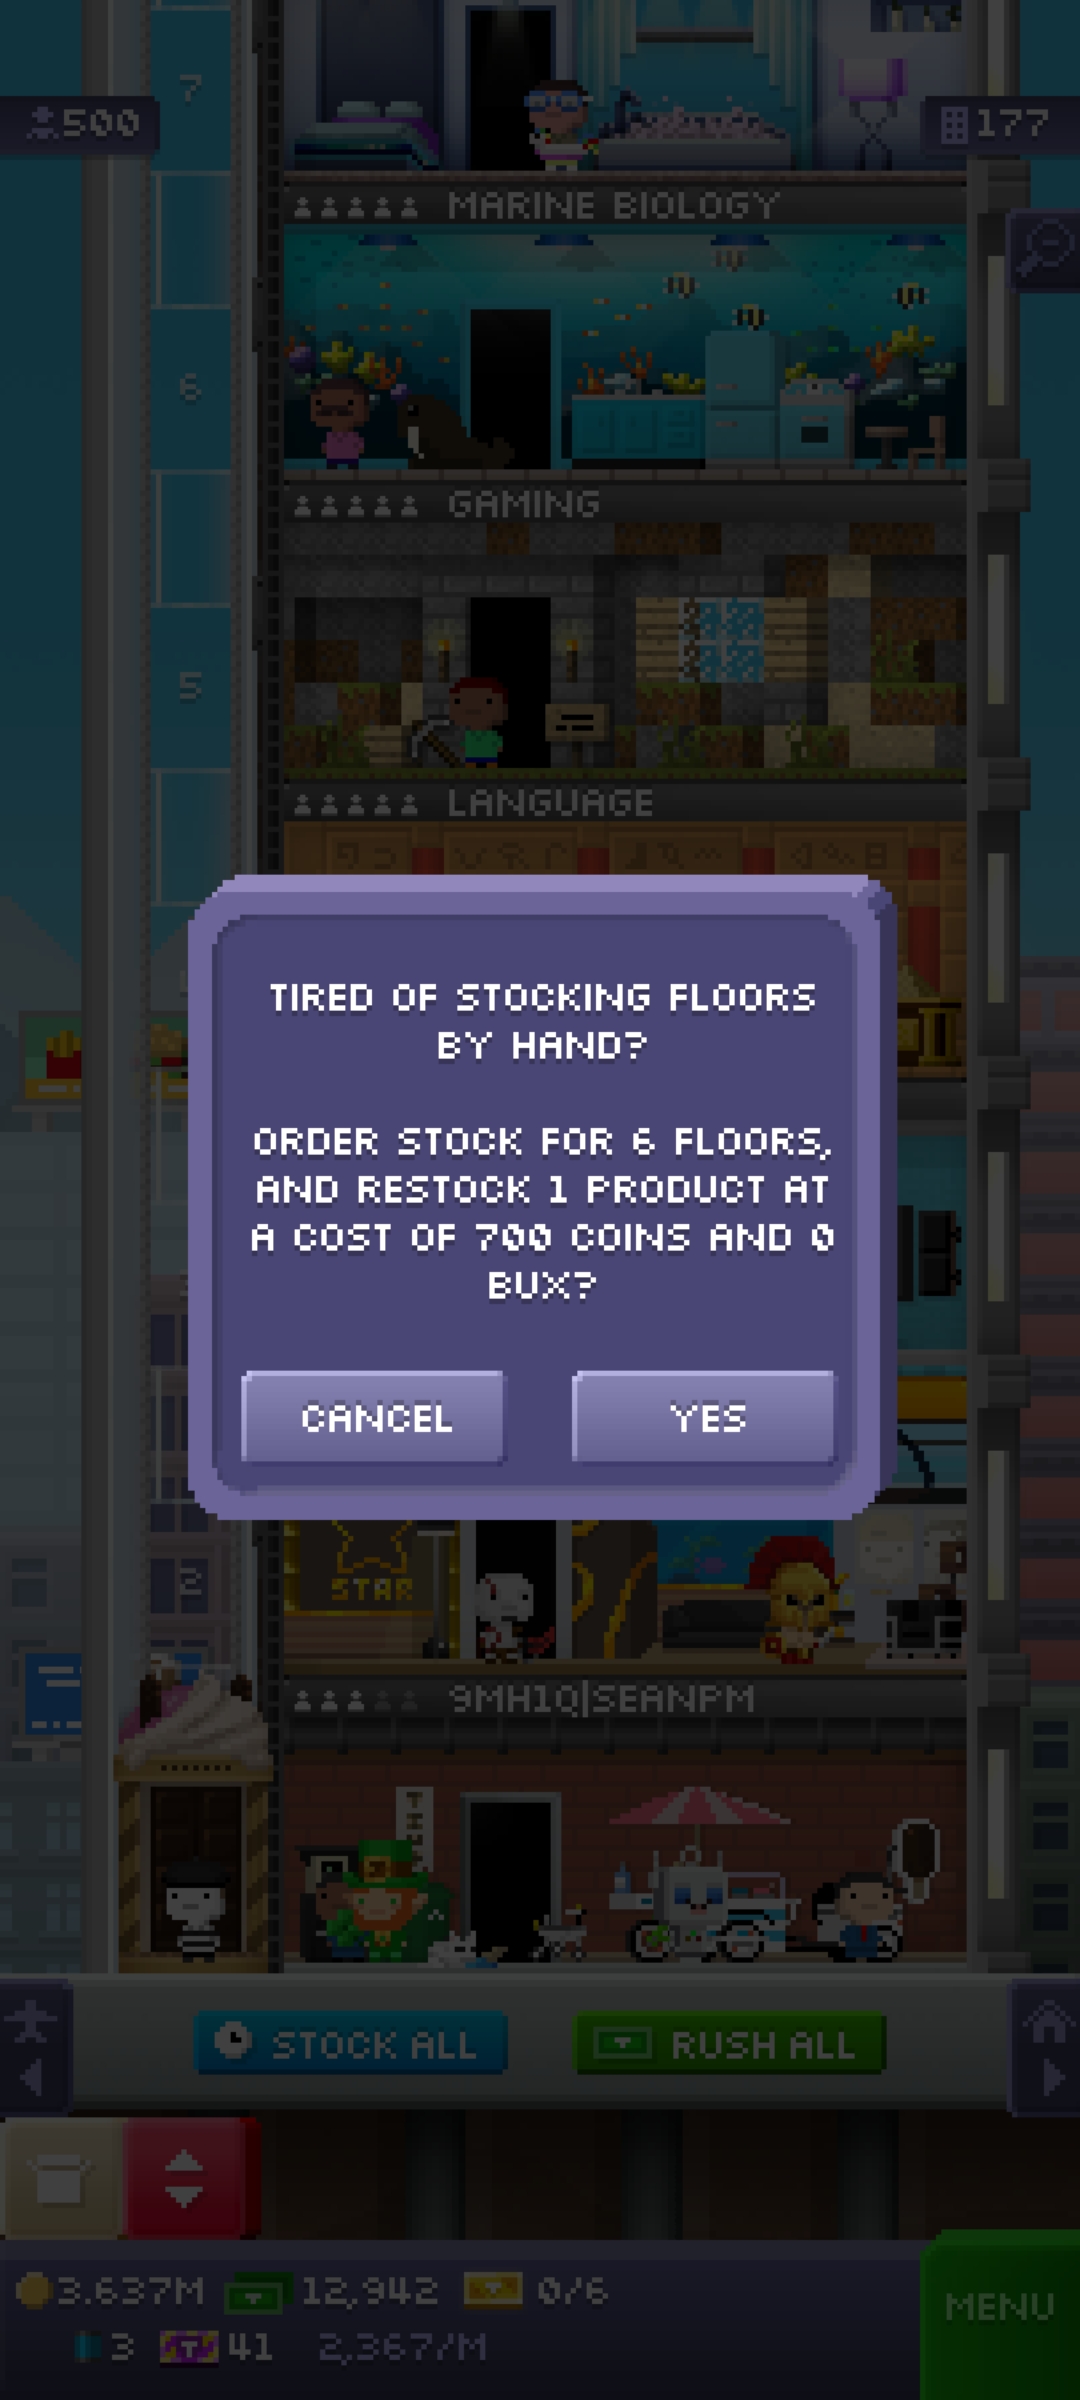 7
500
177
MARINE BIOLOGY
6
GAMING
5
LANGUAGE
TIRED OF STOCKING FLOORS
BY HAND?
ORDER STOCK FOR 6 FLOORS,
AND RESTOCK 1 PRODUCT AT
A COST OF 700 COINS AND 0
BUX?
CANCEL
YES
2
STAR
9MH1Q|SEANPM
STOCK ALL
RUSH ALL
3.637M
12,942
0/6
MENU
3
41
2,367/M